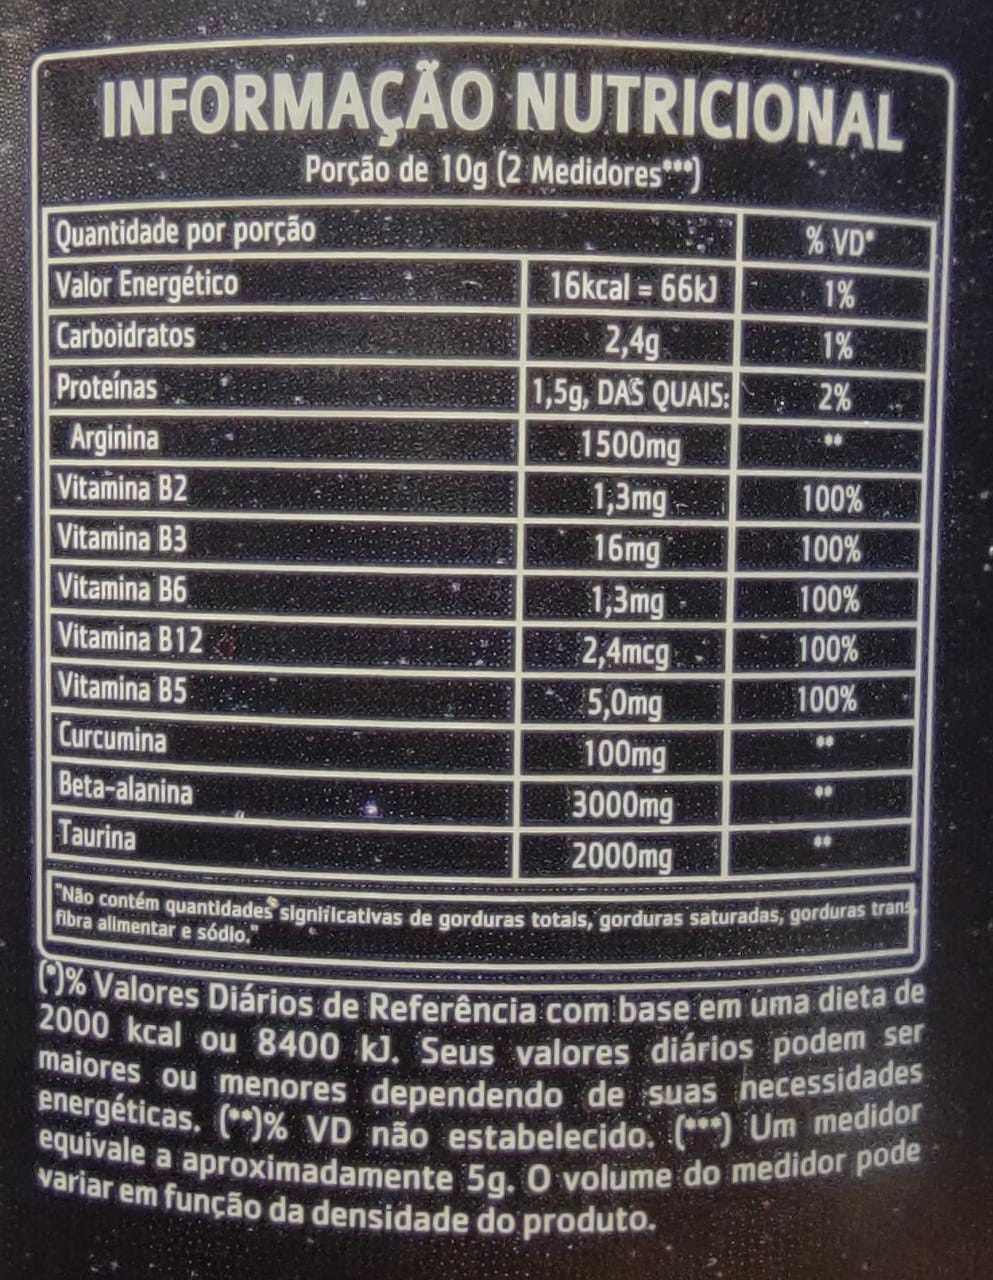 INFORMAÇÃO NUTRICIONAL
Porção de 10g (2 Medidores***)
Quantidade por porção % VD*
Valor Energético 16kcal = 66kJ 1%
Carboidratos 2,4g 1%
Proteínas 1,5g, DAS QUAIS: 2%
Arginina 1500mg **
Vitamina B2 1,3mg 100%
Vitamina B3 16mg 100%
Vitamina B6 1,3mg 100%
Vitamina B12 2,4mcg 100%
Vitamina B5 5,0mg 100%
Curcumina 100mg **
Beta-alanina 3000mg **
Taurina 2000mg **
"Não contém quantidades significativas de gorduras totais, gorduras saturadas, gorduras trans,
fibra alimentar e sódio."
(*)% Valores Diários de Referência com base em uma dieta de
2000 kcal ou 8400 kJ. Seus valores diários podem ser
maiores ou menores dependendo de suas necessidades
energéticas. (**)% VD não estabelecido. (***) Um medidor
equivale a aproximadamente 5g. O volume do medidor pode
variar em função da densidade do produto.